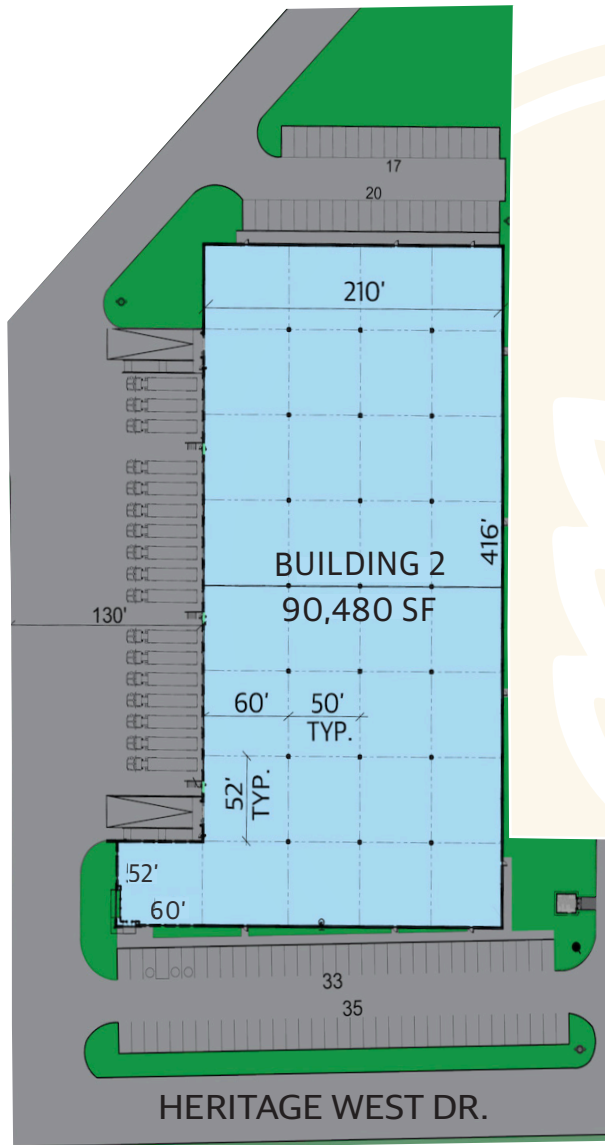 17
20
210'
416'
BUILDING 2
90,480 SF
130'
60'
50'
TYP.
52'
TYP.
52'
60'
33
35
HERITAGE WEST DR.